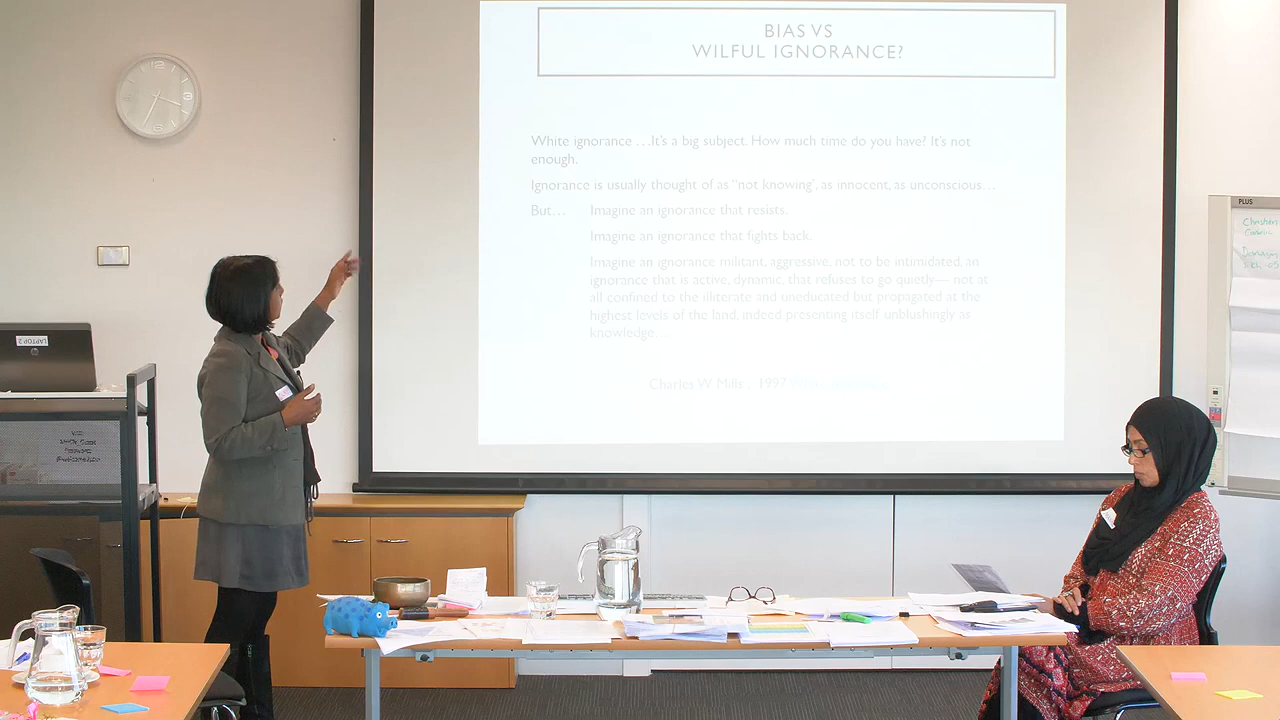 BIAS VS
WILFUL IGNORANCE?
White ignorance …It's a big subject. How much time do you have? It's not
enough.
Ignorance is usually thought of as "not knowing', as innocent, as unconscious…
But… Imagine an ignorance that resists.
Imagine an ignorance that fights back.
Imagine an ignorance militant, aggressive, not to be intimidated, an
ignorance that is active, dynamic, that refuses to go quietly— not at
all confined to the illiterate and uneducated but propagated at the
highest levels of the land, indeed presenting itself unblushingly as
knowledge…
Charles W. Mills , 1997
PLUS
LAPTOP 2